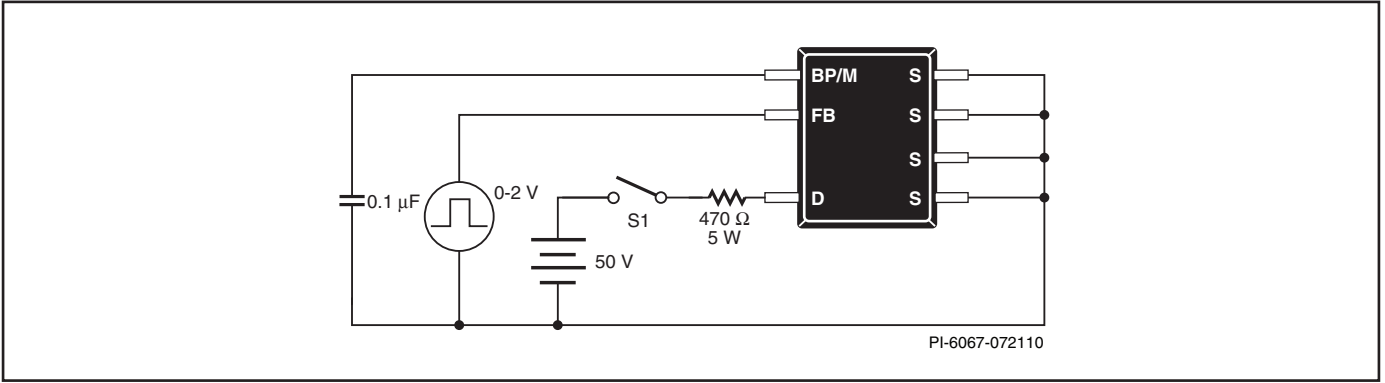 BP/M S
FB S
S
D S
0.1 μF
0-2 V
S1
470 Ω
5 W
50 V
PI-6067-072110